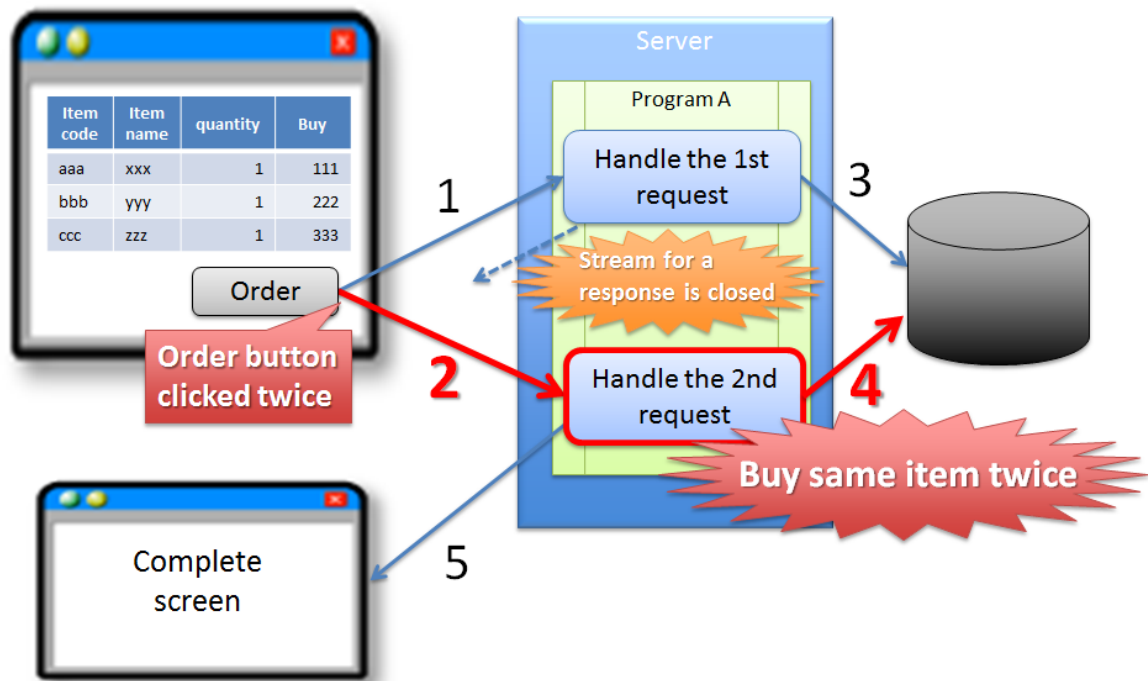 Server
Program A
Item code
Item name
quantity
Buy
aaa xxx 1 111
bbb yyy 1 222
ccc zzz 1 333
Order
Order button
clicked twice
1
2
Handle the 1st
request
3
Stream for a
response is closed
Handle the 2nd
request
4
Buy same item twice
5
Complete
screen